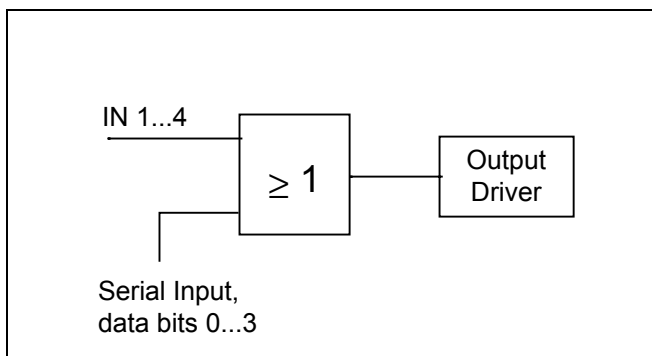 IN 1...4
≥ 1
Output
Driver
Serial Input,
data bits 0...3